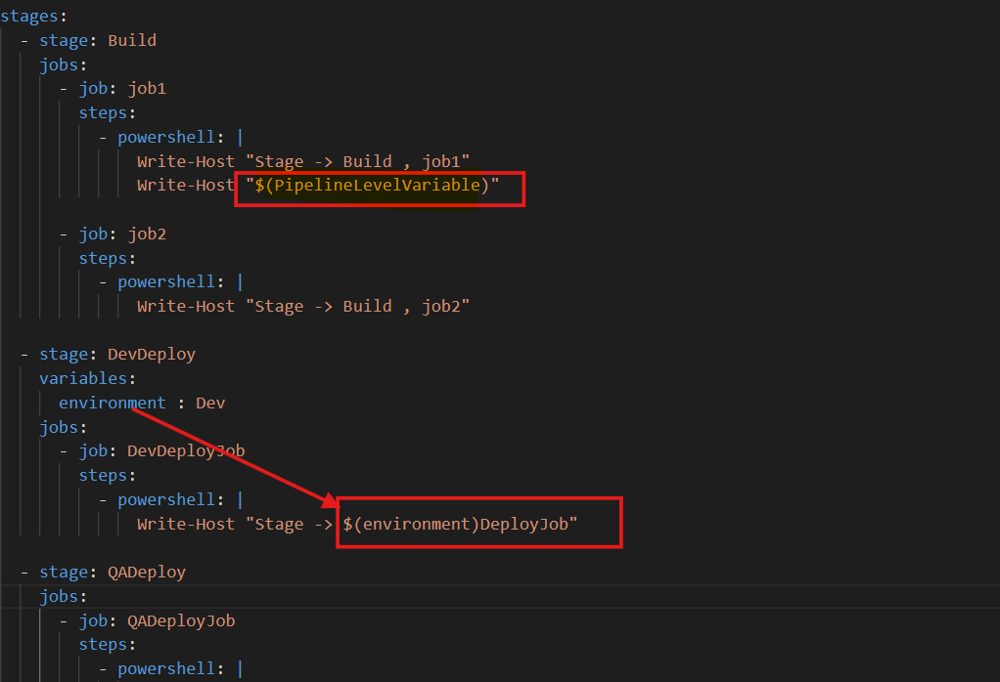 stages:
  - stage: Build
    jobs:
      - job: job1
        steps:
          - powershell: |
              Write-Host "Stage -> Build , job1"
              Write-Host "$(PipelineLevelVariable)"
      - job: job2
        steps:
          - powershell: |
              Write-Host "Stage -> Build , job2"
  - stage: DevDeploy
    variables:
      environment : Dev
    jobs:
      - job: DevDeployJob
        steps:
          - powershell: |
              Write-Host "Stage -> $(environment)DeployJob"
  - stage: QADeploy
    jobs:
      - job: QADeployJob
        steps:
          - powershell: |